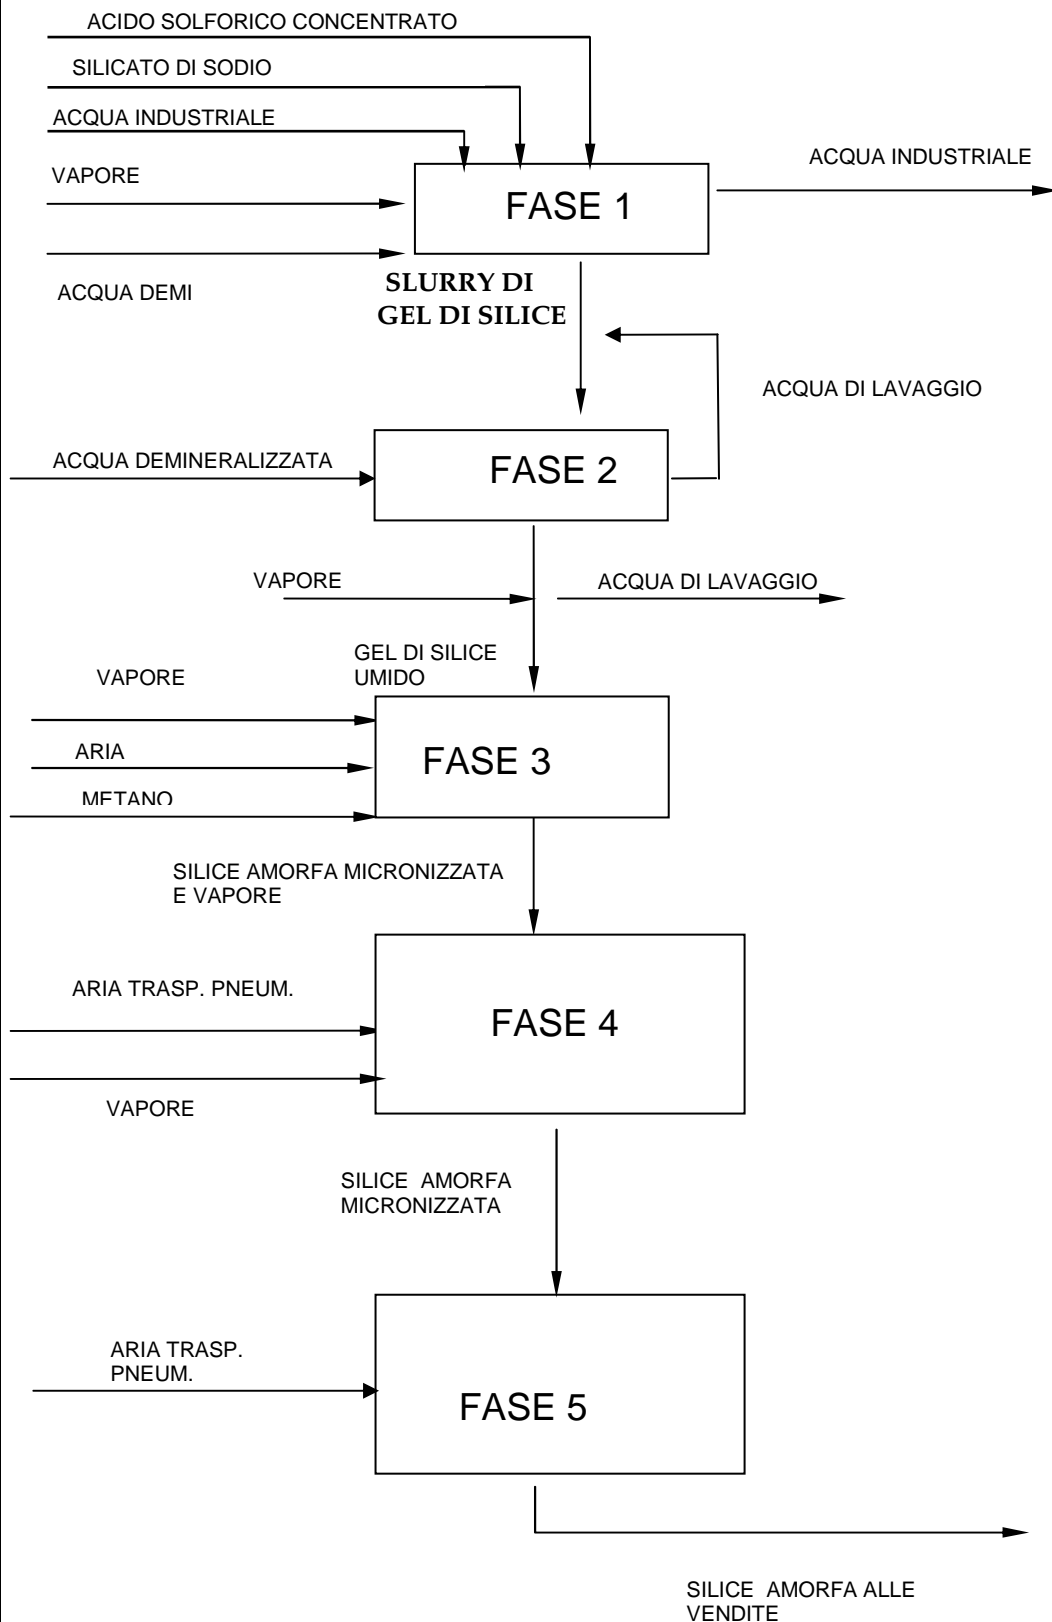 ACIDO SOLFORICO CONCENTRATO
SILICATO DI SODIO
ACQUA INDUSTRIALE
ACQUA INDUSTRIALE
VAPORE
FASE 1
ACQUA DEMI
SLURRY DI
GEL DI SILICE
ACQUA DI LAVAGGIO
ACQUA DEMINERALIZZATA
FASE 2
VAPORE
ACQUA DI LAVAGGIO
GEL DI SILICE
UMIDO
VAPORE
ARIA
FASE 3
METANO
SILICE AMORFA MICRONIZZATA
E VAPORE
ARIA TRASP. PNEUM.
FASE 4
VAPORE
SILICE AMORFA
MICRONIZZATA
ARIA TRASP.
PNEUM.
FASE 5
SILICE AMORFA ALLE
VENDITE